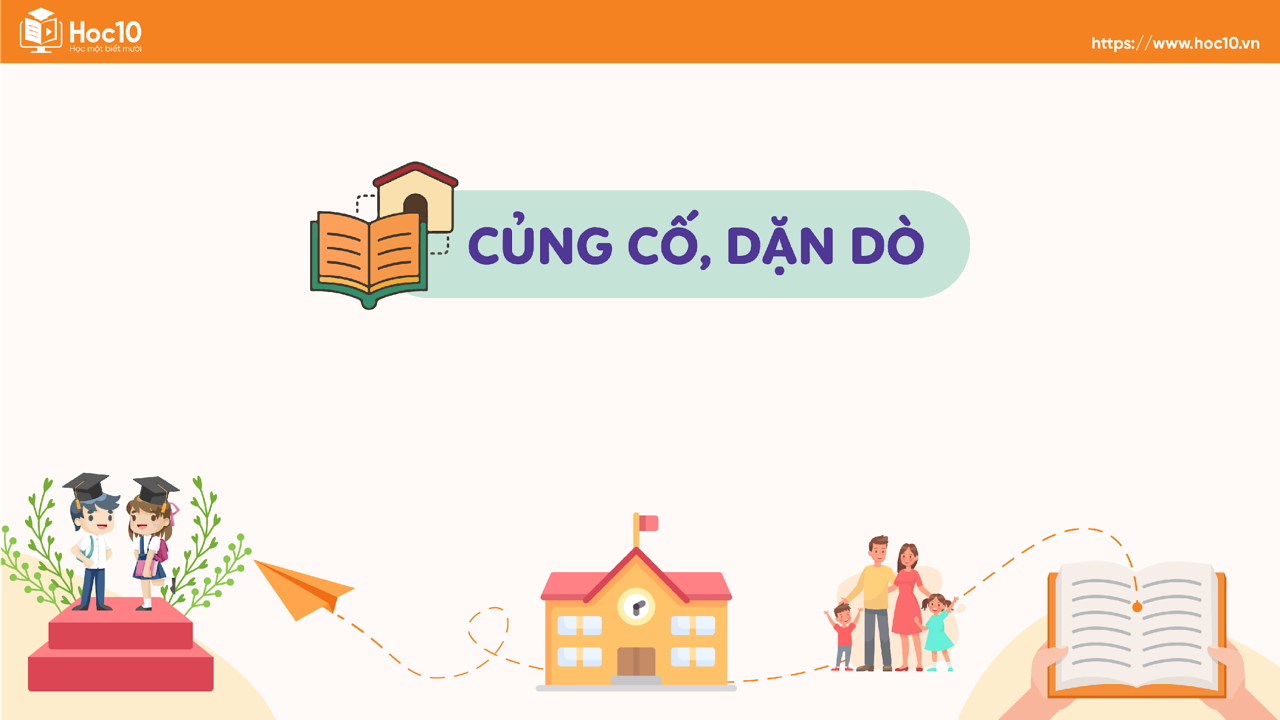 Hoc10
Học một biết mười
https://www.hoc10.vn
CỦNG CỐ, DẶN DÒ